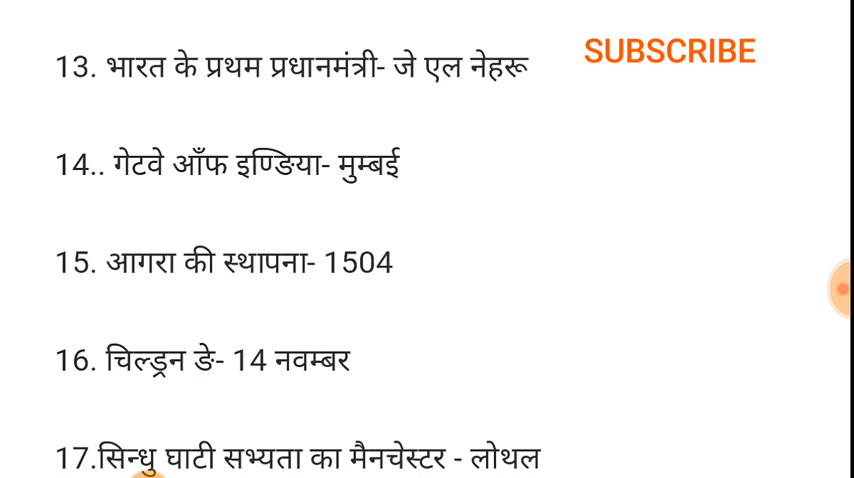 SUBSCRIBE
13. भारत के प्रथम प्रधानमंत्री- जे एल नेहरू
14.. गेटवे ऑंफ इण्ङिया- मुम्बई
15. आगरा की स्थापना- 1504
16. चिल्ड्रन ङे- 14 नवम्बर
17.सिन्धु घाटी सभ्यता का मैनचेस्टर - लोथल